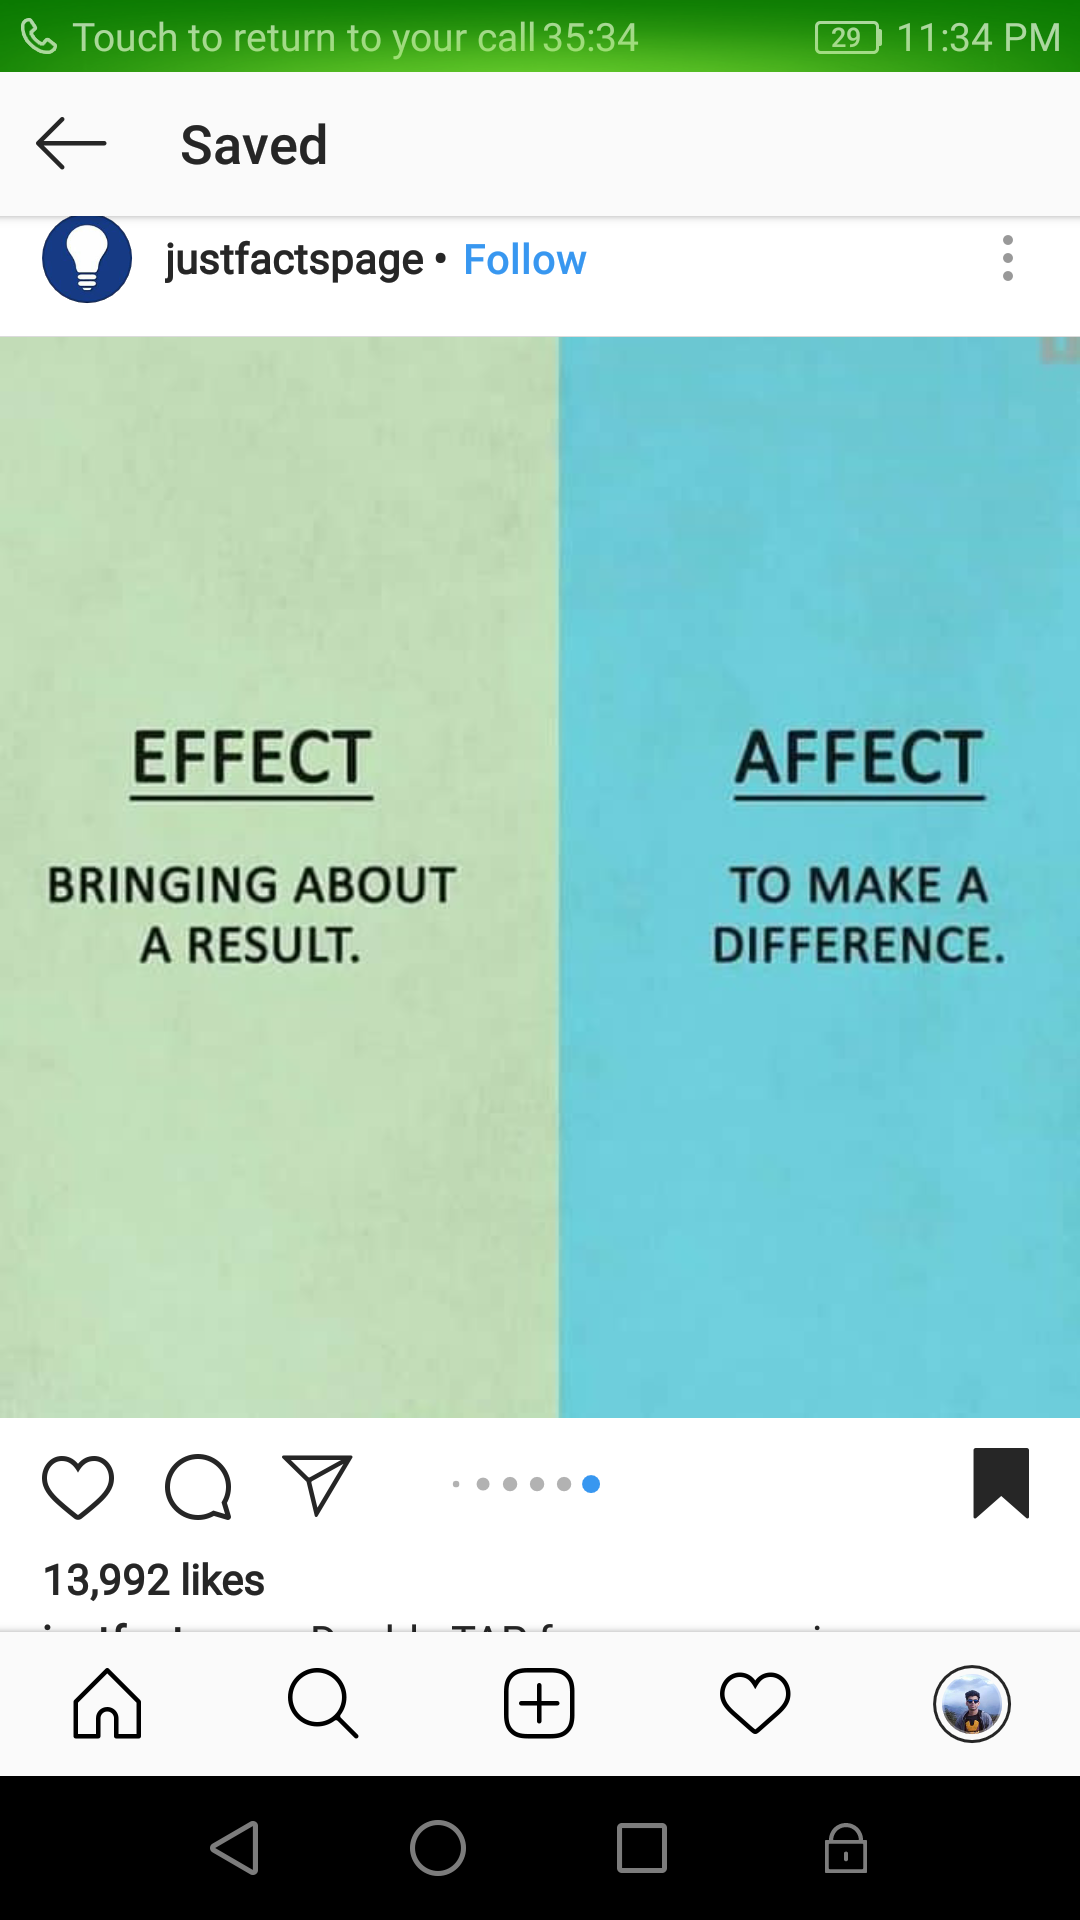 Touch to return to your call 35:34 29 11:34 PM
Saved
justfactspage • Follow
EFFECT
BRINGING ABOUT
A RESULT.
AFFECT
TO MAKE A
DIFFERENCE.
13,992 likes